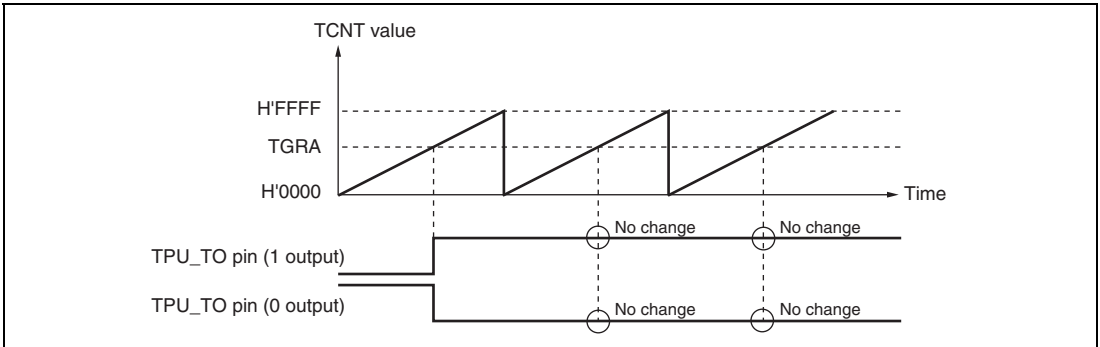 TCNT value
H'FFFF
TGRA
H'0000
Time
No change
No change
TPU_TO pin (1 output)
TPU_TO pin (0 output)
No change
No change